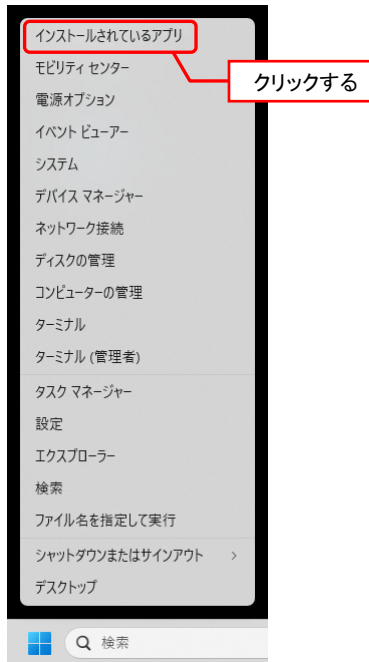 インストールされているアプリ
モビリティ センター
クリックする
電源オプション
イベント ビューアー
システム
デバイス マネージャー
ネットワーク接続
ディスクの管理
コンピューターの管理
ターミナル
ターミナル (管理者)
タスク マネージャー
設定
エクスプローラー
検索
ファイル名を指定して実行
シャットダウンまたはサインアウト
デスクトップ
検索